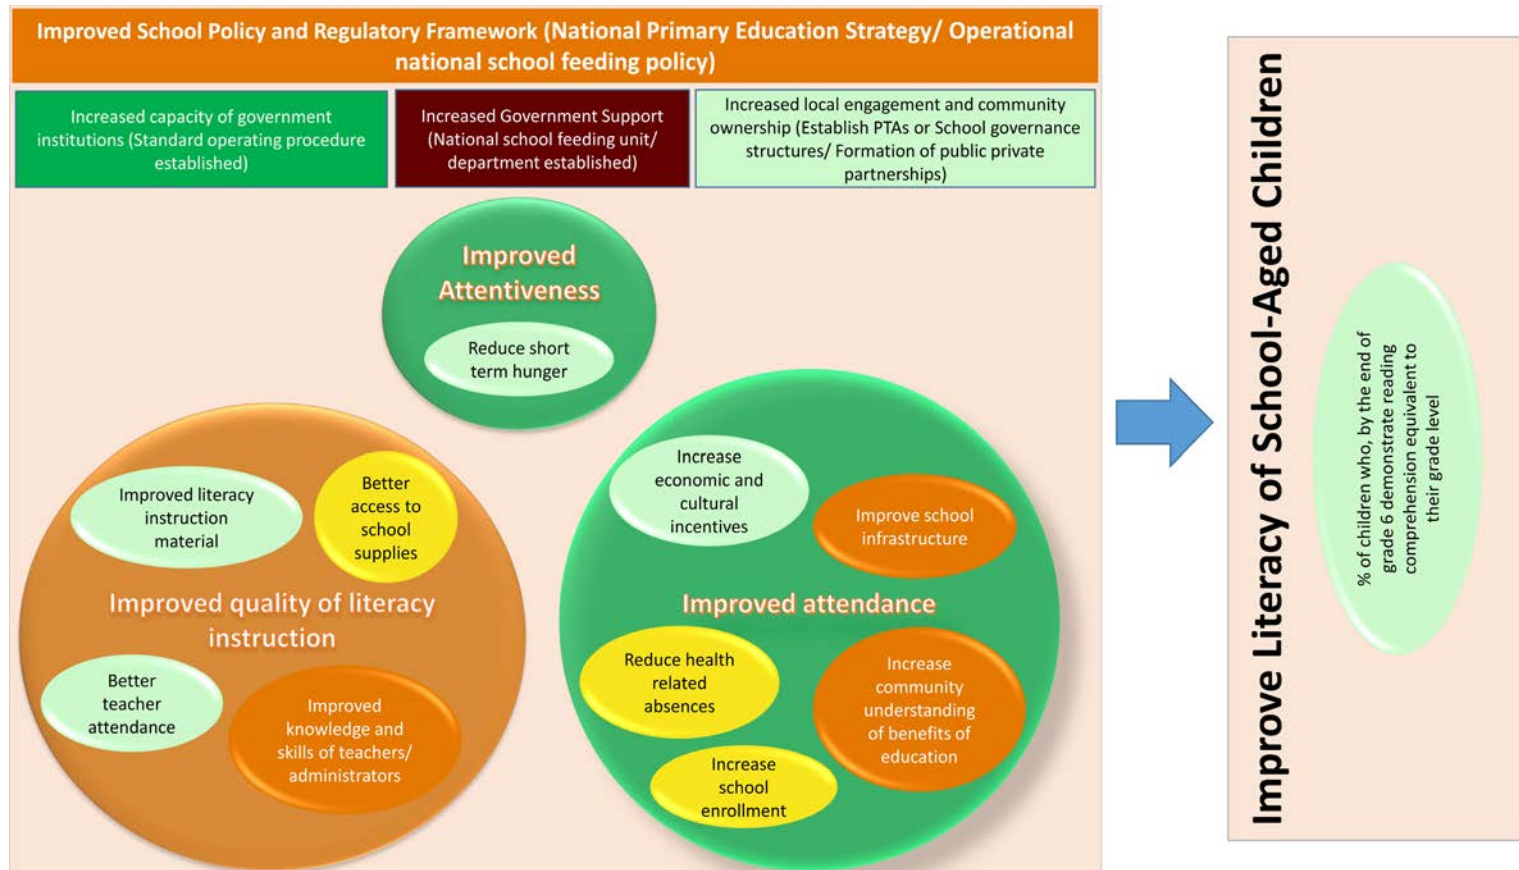 Improved School Policy and Regulatory Framework (National Primary Education Strategy/ Operational
national school feeding policy)
Increased capacity of government
institutions (Standard operating procedure
established)
Increased Government Support
(National school feeding unit/
department established)
Increased local engagement and community
ownership (Establish PTAs or School governance
structures/ Formation of public private
partnerships)
Improved
Attentiveness
Reduce short
term hunger
Improved literacy
instruction
material
Better
access to
school
supplies
Improved quality of literacy
instruction
Better
teacher
attendance
Improved
knowledge and
skills of teachers/
administrators
Increase
economic and
cultural
incentives
Improve school
infrastructure
Improved attendance
Reduce health
related
absences
Increase
community
understanding
of benefits of
education
Increase
school
enrollment
Improve Literacy of School-Aged Children
% of children who, by the end of
grade 6 demonstrate reading
comprehension equivalent to
their grade level